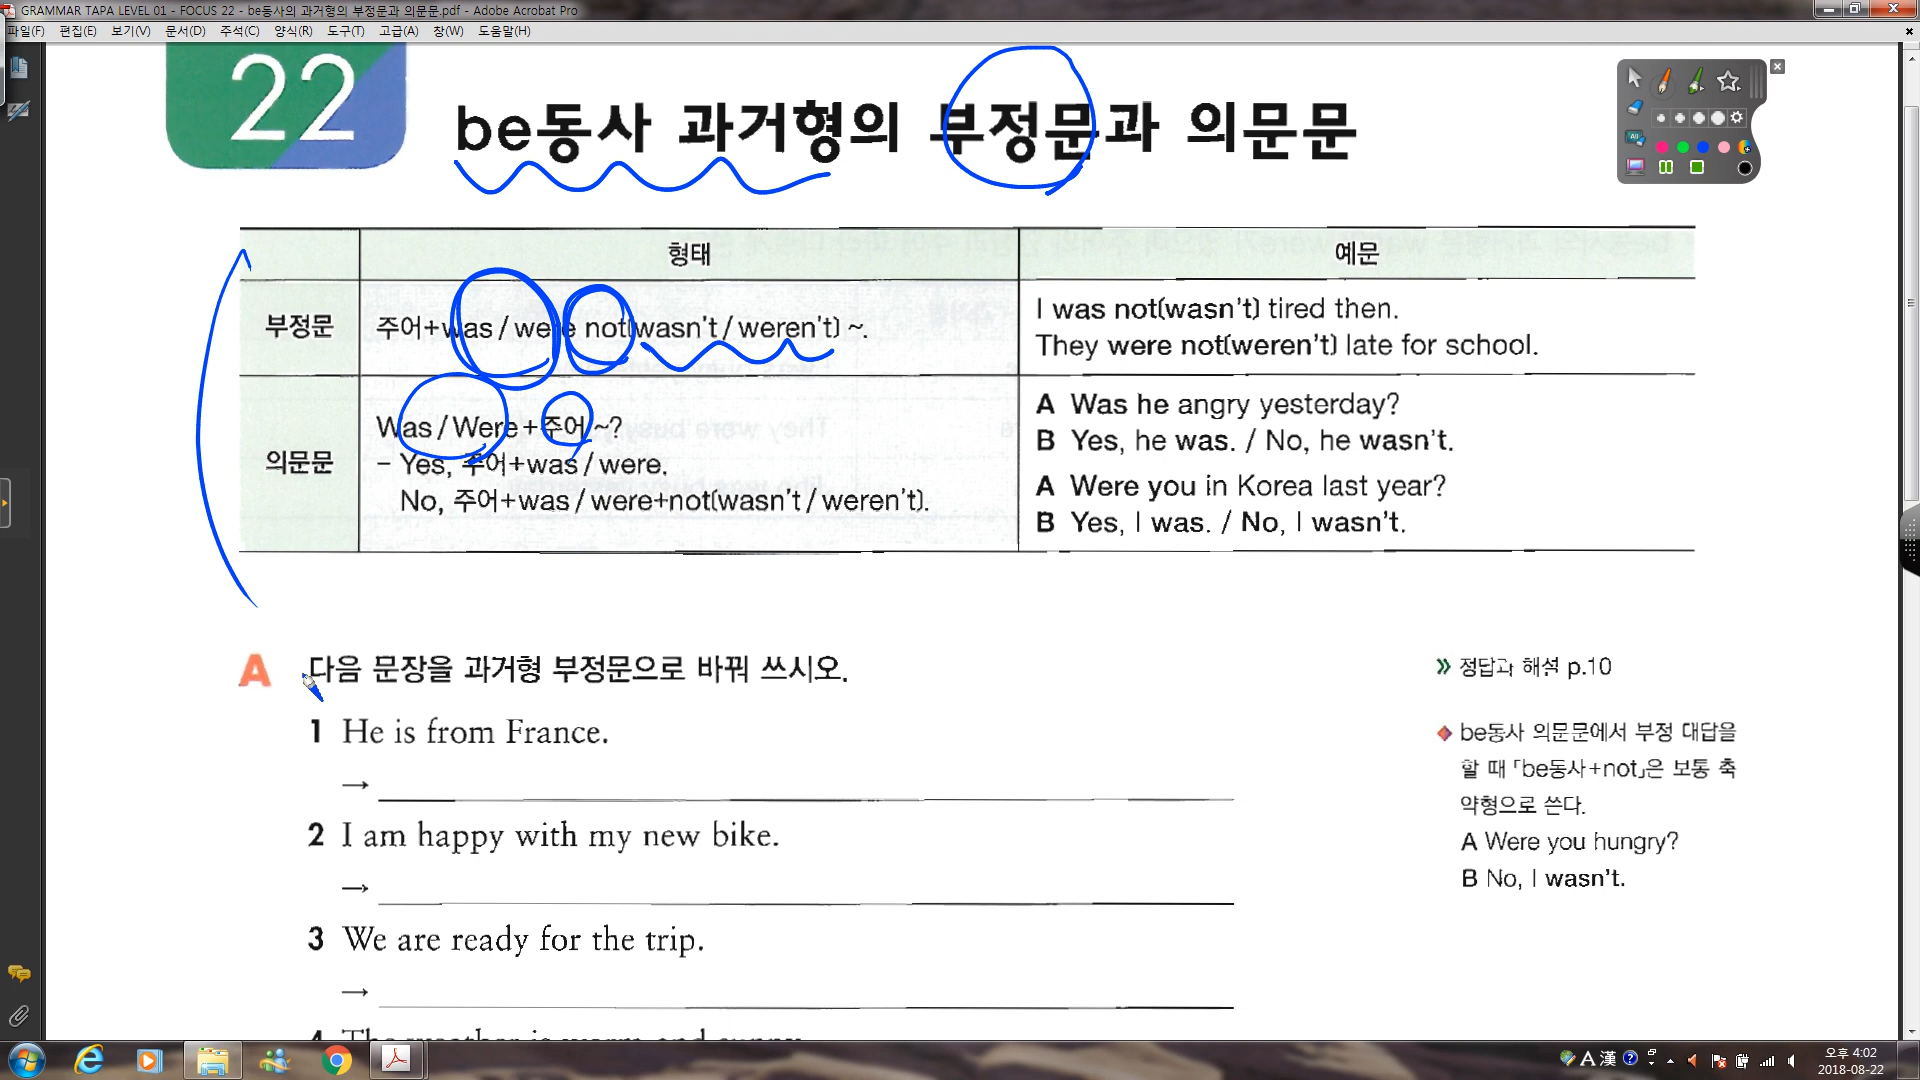 GRAMMAR TAPA LEVEL 01 - FOCUS 22 - be동사의 과거형의 부정문과 의문문.pdf - Adobe Acrobat Pro
파일(F) 편집(E) 보기(V) 문서(D) 주석(C) 양식(R) 도구(T) 고급(A) 창(W) 도움말(H)
22
be동사 과거형의 부정문과 의문문
형태 예문
부정문 주어+was / were not(wasn't / weren't) ~.
I was not(wasn't) tired then.
They were not(weren't) late for school.
의문문
Was / Were + 주어 ~?
– Yes, 주어+was / were.
No, 주어+was / were+not(wasn't / weren't).
A Was he angry yesterday?
B Yes, he was. / No, he wasn't.
A Were you in Korea last year?
B Yes, I was. / No, I wasn't.
A 다음 문장을 과거형 부정문으로 바꿔 쓰시오.
1 He is from France.
→
2 I am happy with my new bike.
→
3 We are ready for the trip.
→
4 The weather is warm and sunny.
» 정답과 해설 p.10
be동사 의문문에서 부정 대답을
할 때 「be동사+not」은 보통 축
약형으로 쓴다.
A Were you hungry?
B No, I wasn't.
A 漢
오후 4:02
2018-08-22